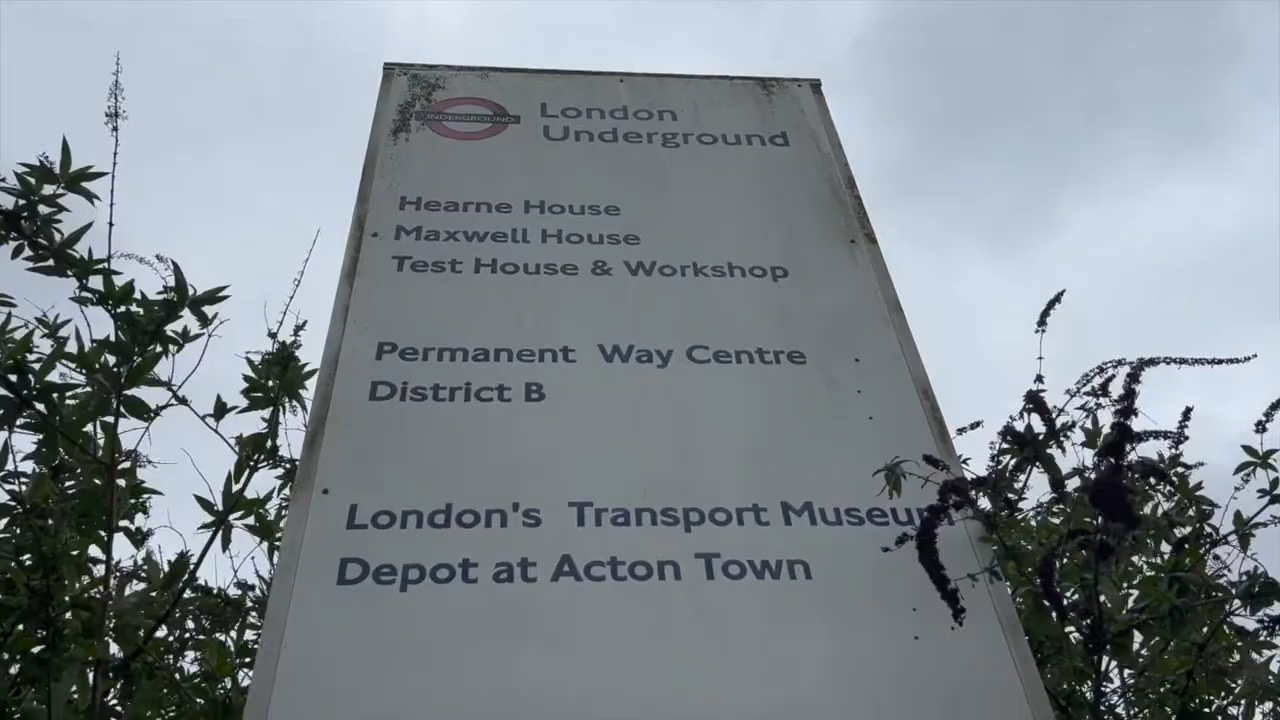 UNDERGROUND
London
Underground
Hearne House
Maxwell House
Test House & Workshop
Permanent Way Centre
District B
London's Transport Museum
Depot at Acton Town